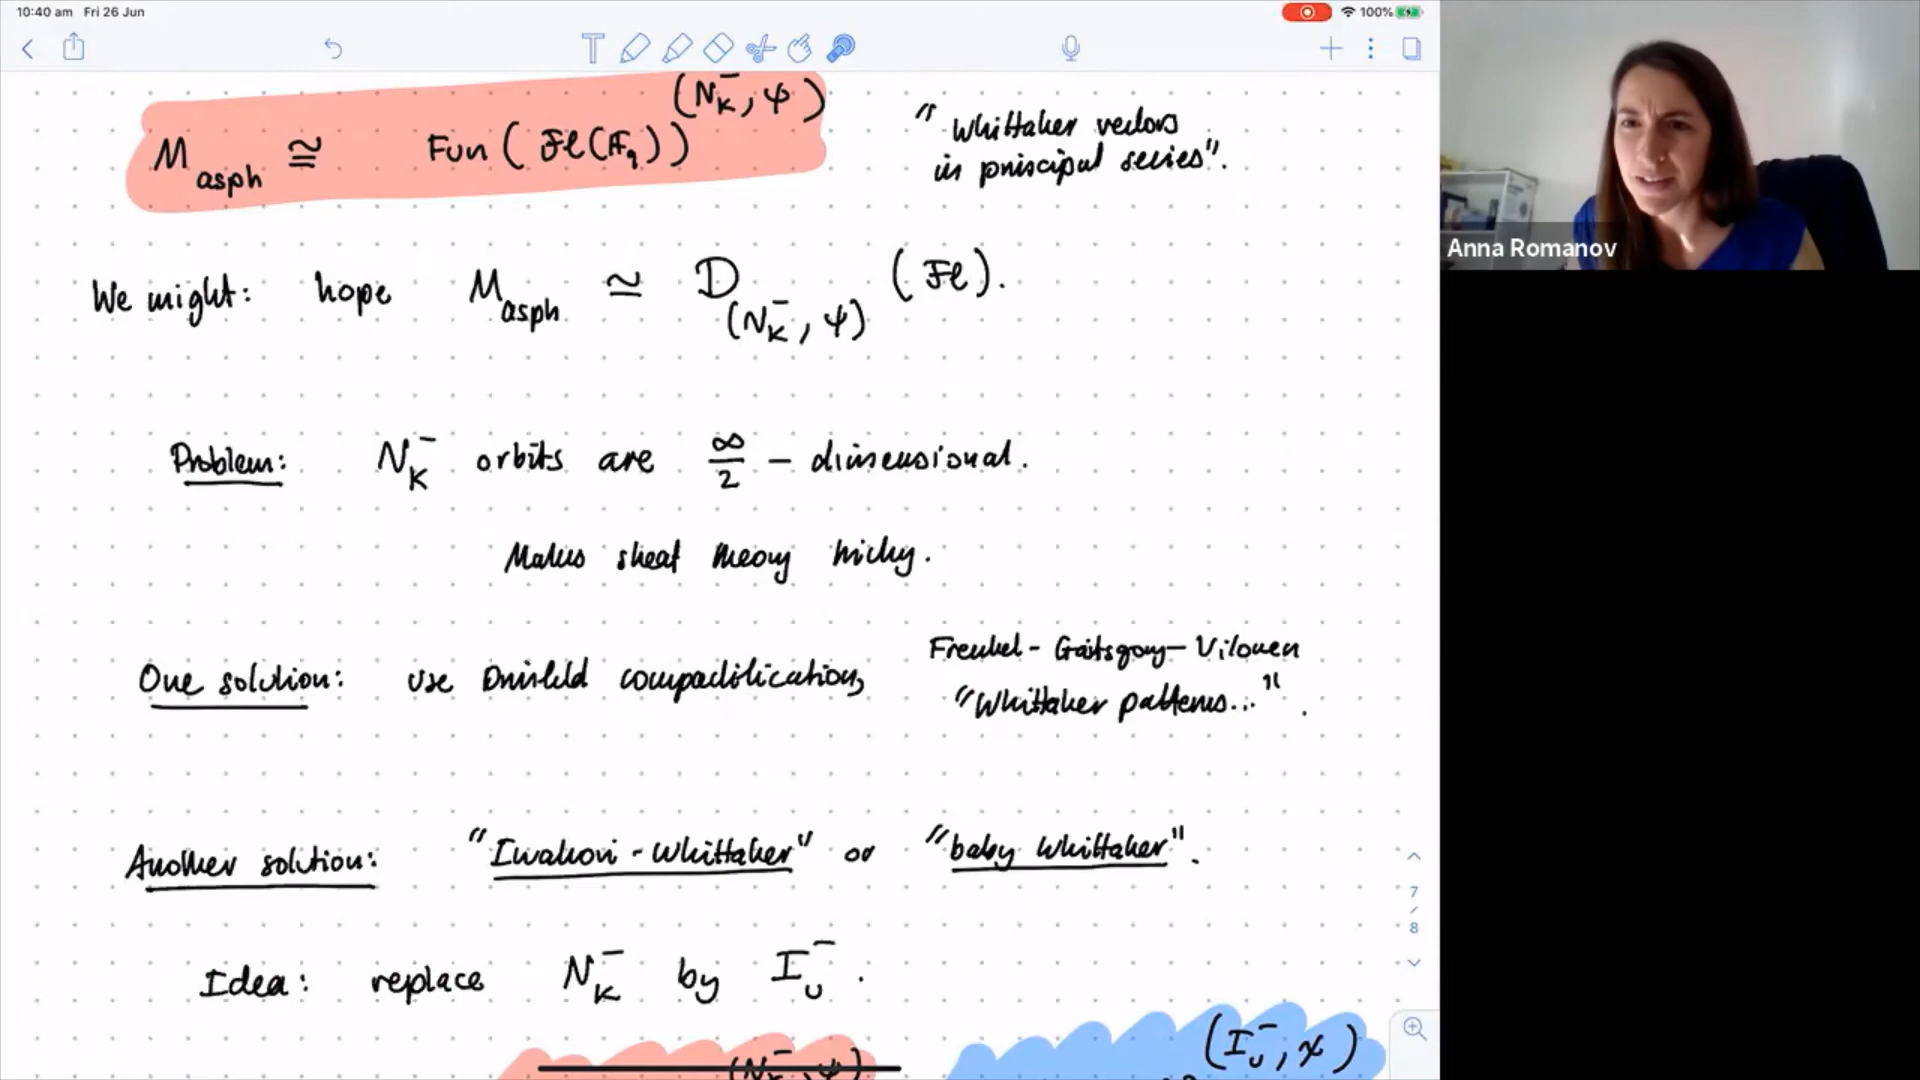 10:40 am Fri 26 Jun
100%
M_asph ≅ Fun(Fl(F_q))^(N_K^-, ψ)
"Whittaker vectors
in principal series".
We might: hope M_asph ≃ D_(N_K^-, ψ) (Fl).
Problem: N_K^- orbits are ∞/2 - dimensional.
Makes sheaf theory tricky.
One solution: use Drinfeld compactification,
Frenkel - Gaitsgory - Vilonen
"Whittaker patterns..." .
Another solution: "Iwahori - Whittaker" or "baby Whittaker".
Idea: replace N_K^- by I_u^-.
(I_u^-, χ)
7
/
8
Anna Romanov